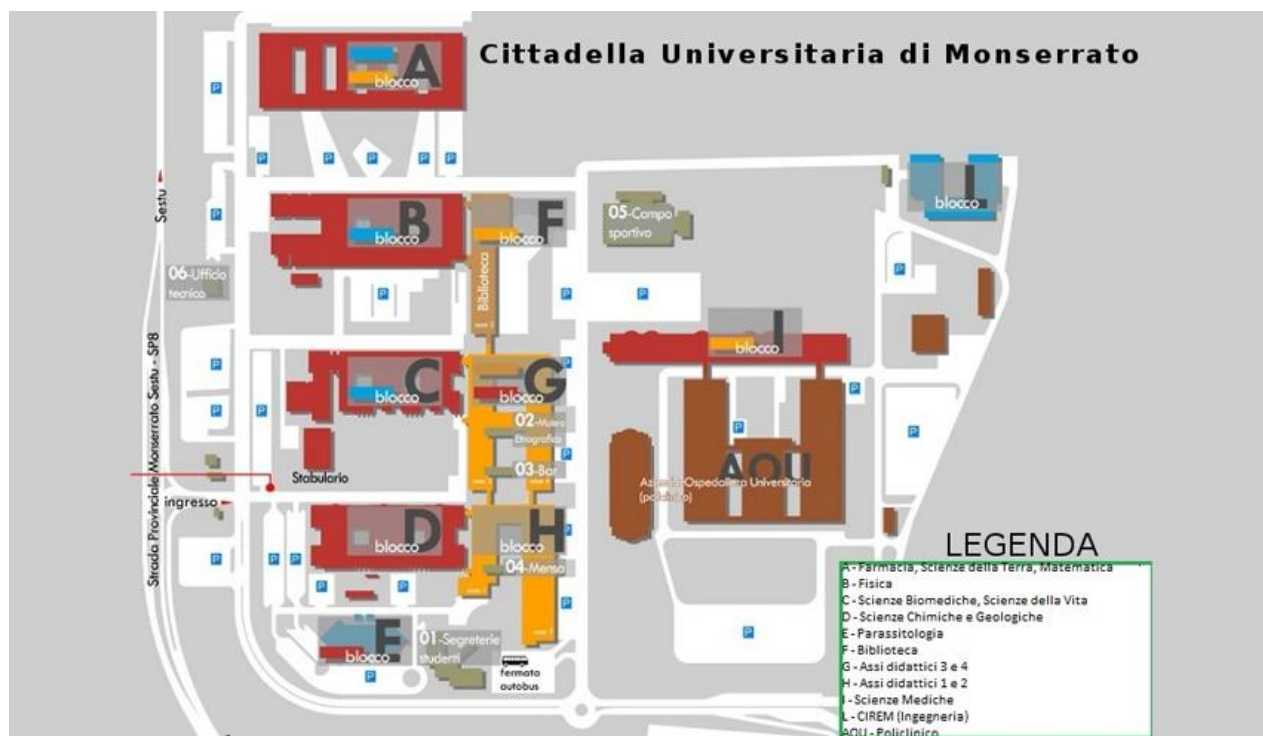 Cittadella Universitaria di Monserrato
A
blocco
B
blocco
F
blocco
Biblioteca
05-Campo
sportivo
L
blocco
Sestu
06-Ufficio
tecnico
I
blocco
C
blocco
G
blocco
02-Museo
Etnografico
03-Bar
Stabulario
AOU
Azienda Ospedaliera Universitaria
(policlinico)
Strada Provinciale Monserrato Sestu - SP8
ingresso
D
blocco
H
blocco
04-Mensa
E
blocco
01-Segreterie
studenti
fermata
autobus
LEGENDA
A - Farmacia, Scienze della Terra, Matematica
B - Fisica
C - Scienze Biomediche, Scienze della Vita
D - Scienze Chimiche e Geologiche
E - Parassitologia
F - Biblioteca
G - Assi didattici 3 e 4
H - Assi didattici 1 e 2
I - Scienze Mediche
L - CIREM (Ingegneria)
AOU - Policlinico